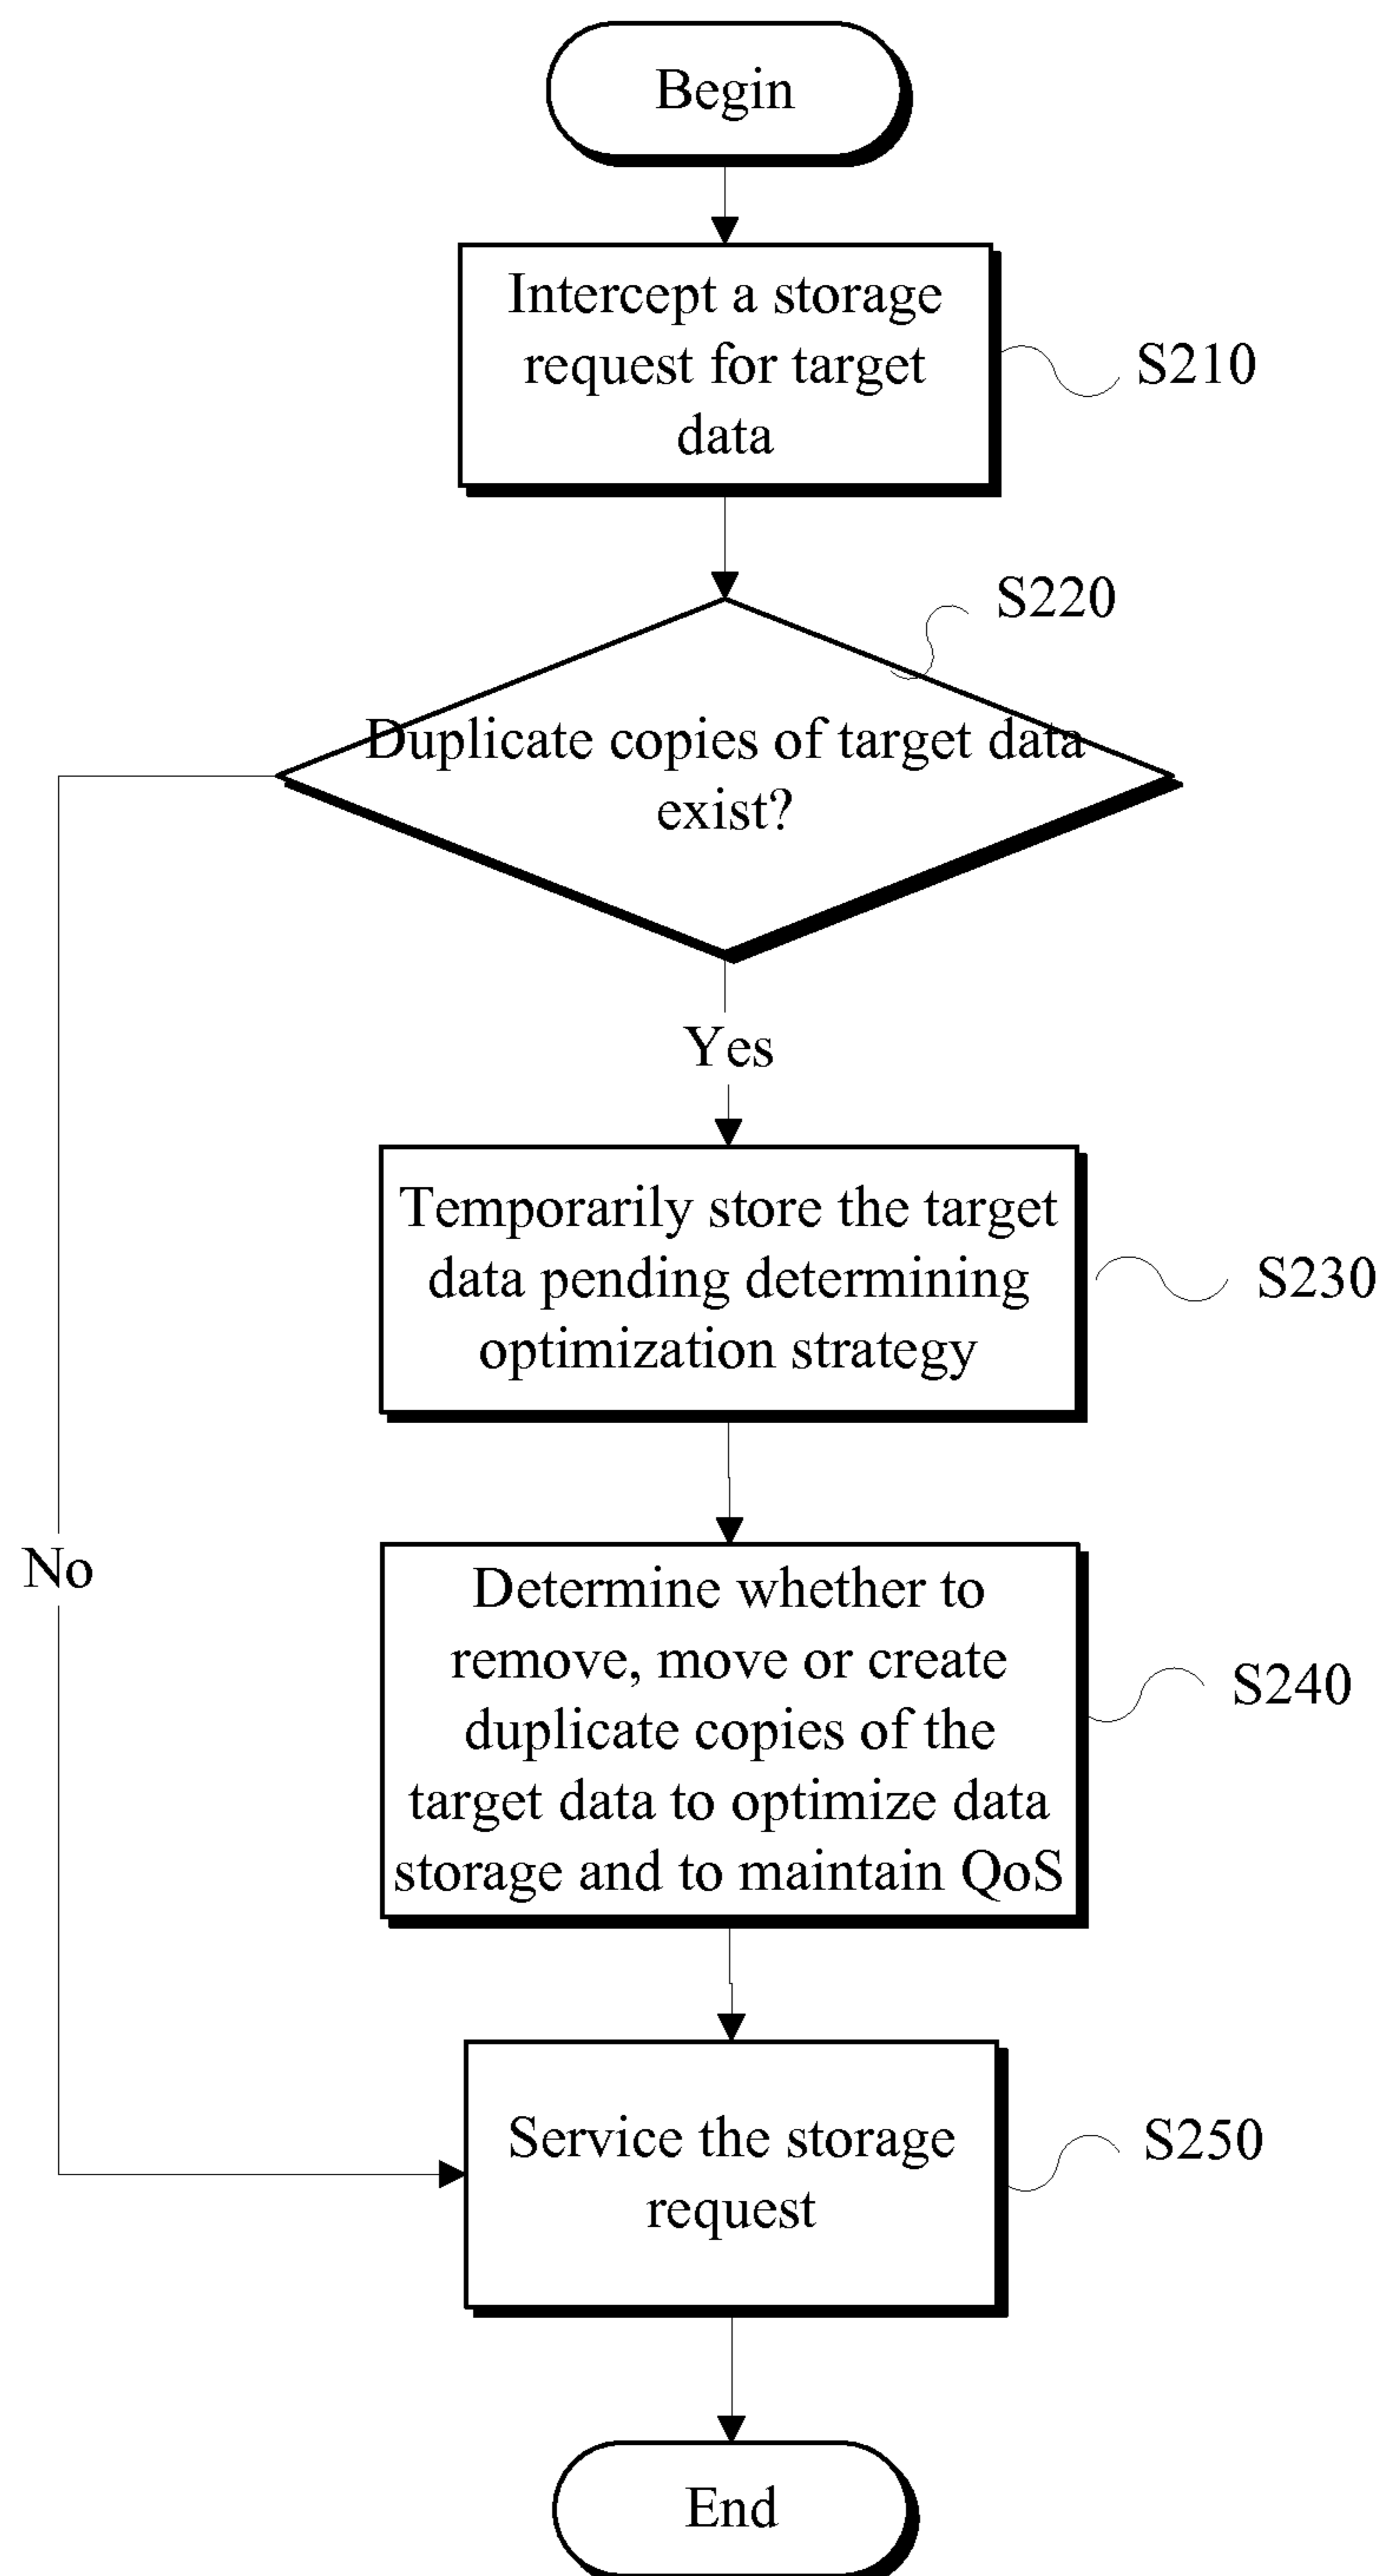 Begin
Intercept a storage
request for target
data
S210
S220
Duplicate copies of target data
exist?
Yes
Temporarily store the target
data pending determining
optimization strategy
S230
No
Determine whether to
remove, move or create
duplicate copies of the
target data to optimize data
storage and to maintain QoS
S240
Service the storage
request
S250
End